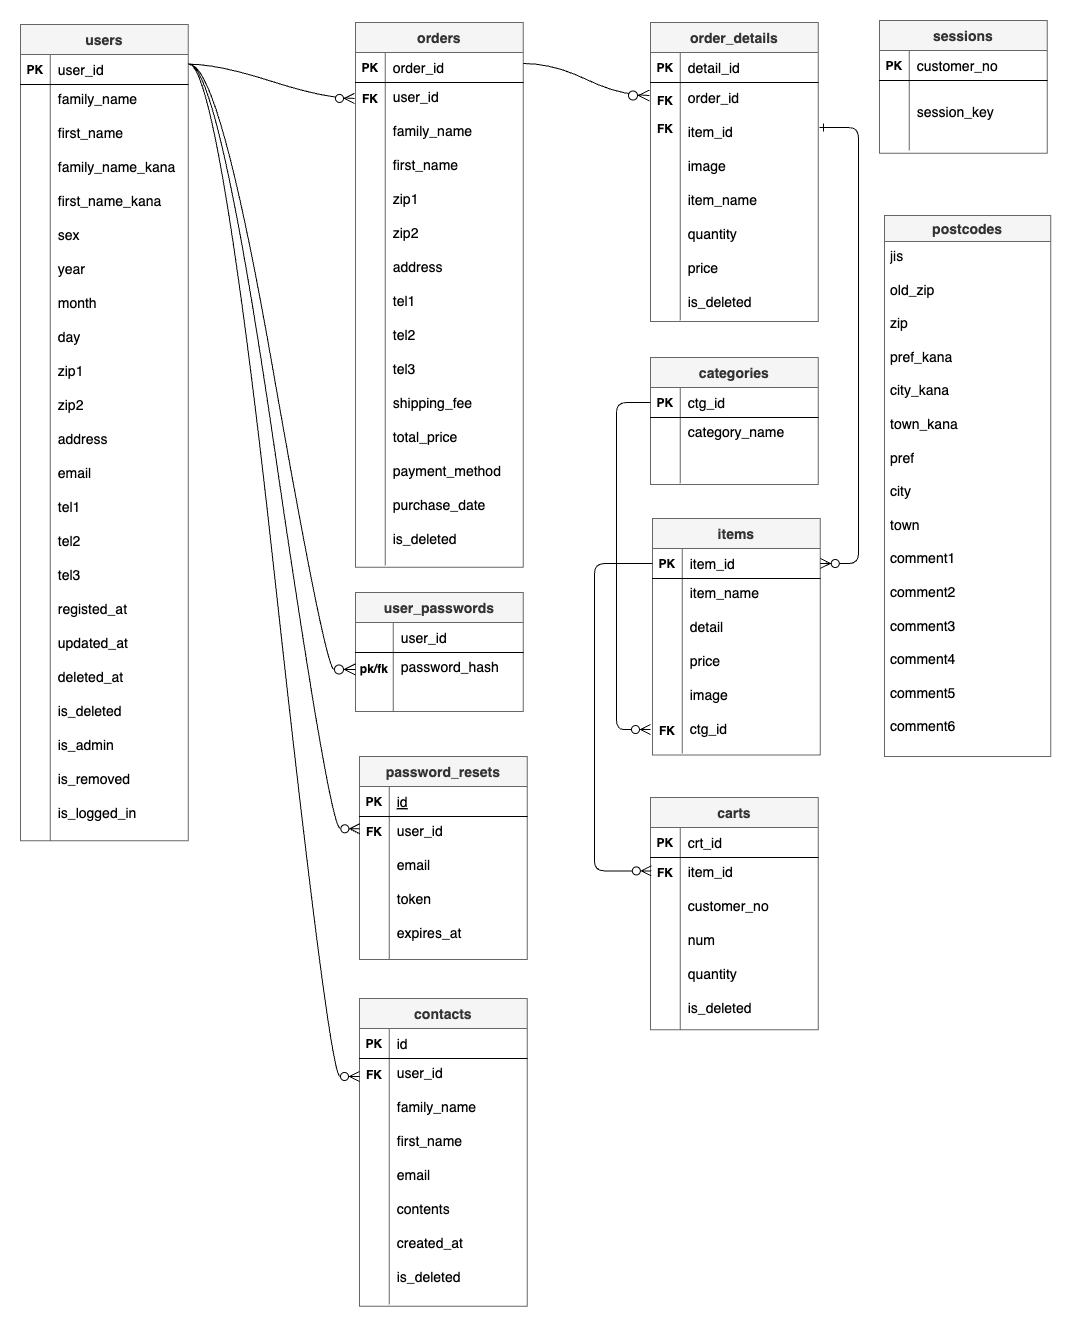 users
PK user_id
family_name
first_name
family_name_kana
first_name_kana
sex
year
month
day
zip1
zip2
address
email
tel1
tel2
tel3
registed_at
updated_at
deleted_at
is_deleted
is_admin
is_removed
is_logged_in
orders
PK order_id
FK user_id
family_name
first_name
zip1
zip2
address
tel1
tel2
tel3
shipping_fee
total_price
payment_method
purchase_date
is_deleted
user_passwords
user_id
pk/fk password_hash
password_resets
PK id
FK user_id
email
token
expires_at
contacts
PK id
FK user_id
family_name
first_name
email
contents
created_at
is_deleted
order_details
PK detail_id
FK order_id
FK item_id
image
item_name
quantity
price
is_deleted
categories
PK ctg_id
category_name
items
PK item_id
item_name
detail
price
image
FK ctg_id
carts
PK crt_id
FK item_id
customer_no
num
quantity
is_deleted
sessions
PK customer_no
session_key
postcodes
jis
old_zip
zip
pref_kana
city_kana
town_kana
pref
city
town
comment1
comment2
comment3
comment4
comment5
comment6